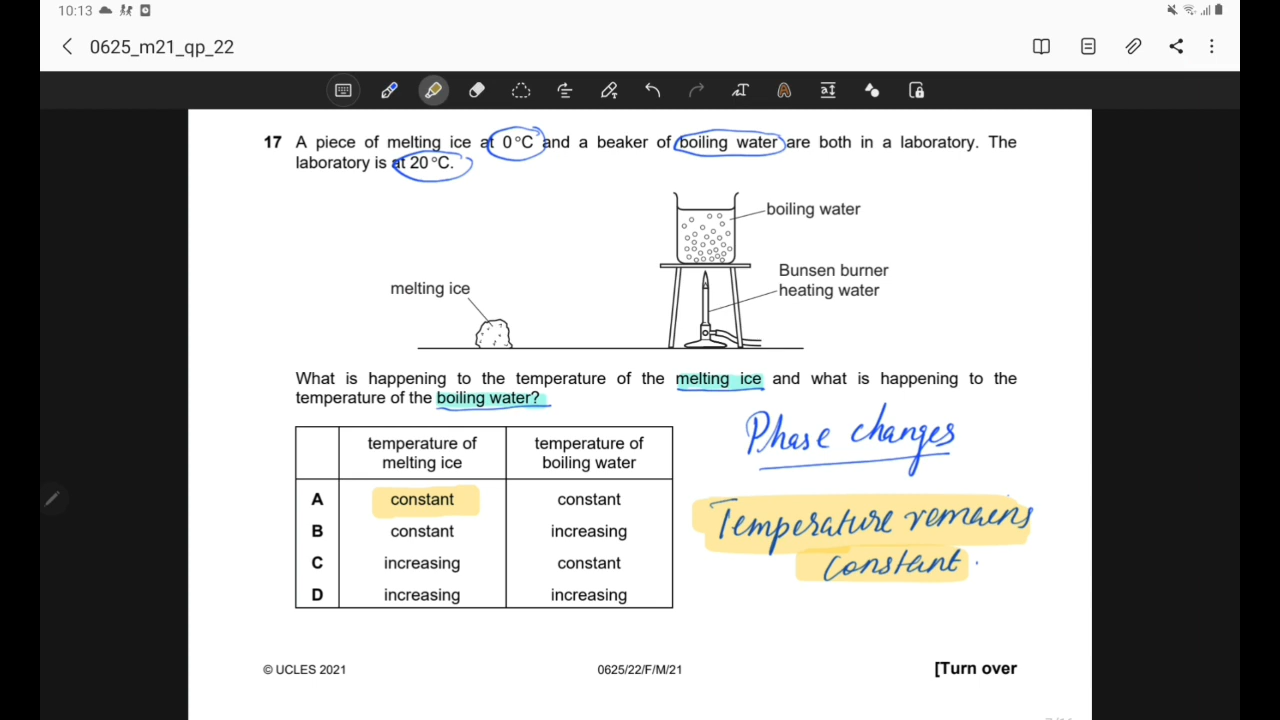 10:13
0625_m21_qp_22
17 A piece of melting ice at 0 °C and a beaker of boiling water are both in a laboratory. The
laboratory is at 20 °C.
boiling water
Bunsen burner
heating water
melting ice
What is happening to the temperature of the melting ice and what is happening to the
temperature of the boiling water?
Phase changes
temperature of melting ice
temperature of boiling water
A constant constant
B constant increasing
C increasing constant
D increasing increasing
Temperature remains
constant.
© UCLES 2021 0625/22/F/M/21 [Turn over